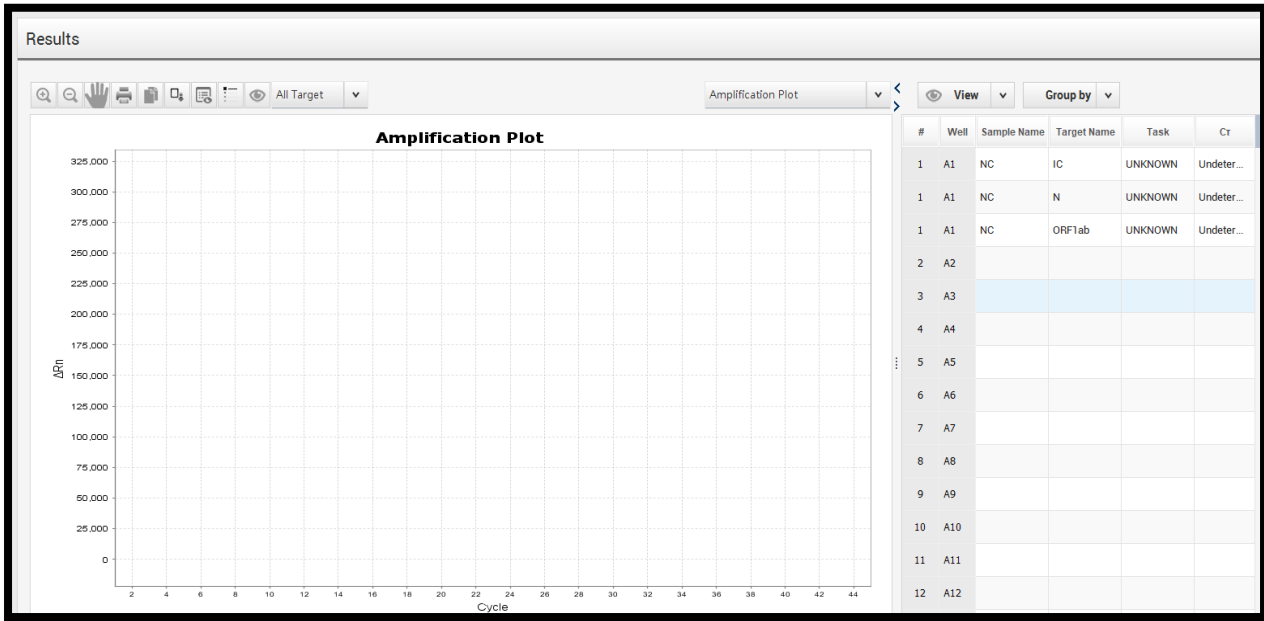 Results
All Target
Amplification Plot
View
Group by
Amplification Plot
325,000
300,000
275,000
250,000
225,000
200,000
175,000
150,000
125,000
100,000
75,000
50,000
25,000
0
ΔRn
2 4 6 8 10 12 14 16 18 20 22 24 26 28 30 32 34 36 38 40 42 44
Cycle
# Well Sample Name Target Name Task Cт
1 A1 NC IC UNKNOWN Undeter...
1 A1 NC N UNKNOWN Undeter...
1 A1 NC ORF1ab UNKNOWN Undeter...
2 A2
3 A3
4 A4
5 A5
6 A6
7 A7
8 A8
9 A9
10 A10
11 A11
12 A12